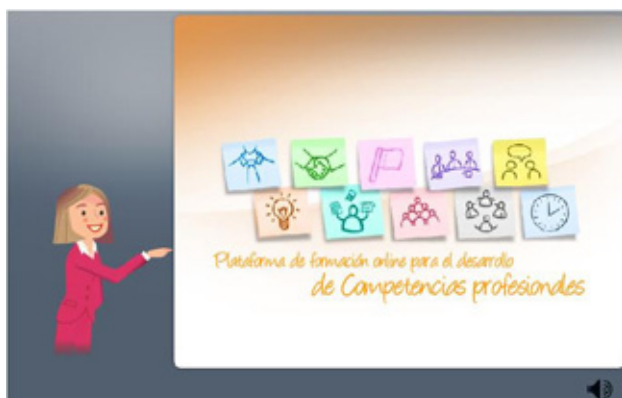 Plataforma de formación online para el desarrollo
de Competencias profesionales